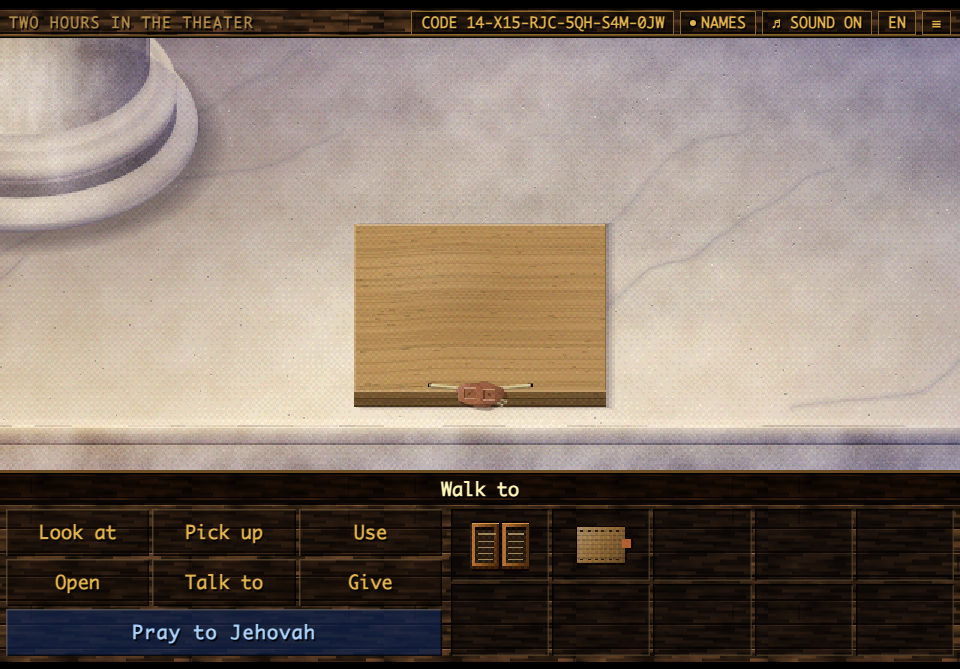 TWO HOURS IN THE THEATER
CODE 14-X15-RJC-5QH-S4M-0JW
• NAMES
♬ SOUND ON
EN
≡
Walk to
Look at
Pick up
Use
Open
Talk to
Give
Pray to Jehovah